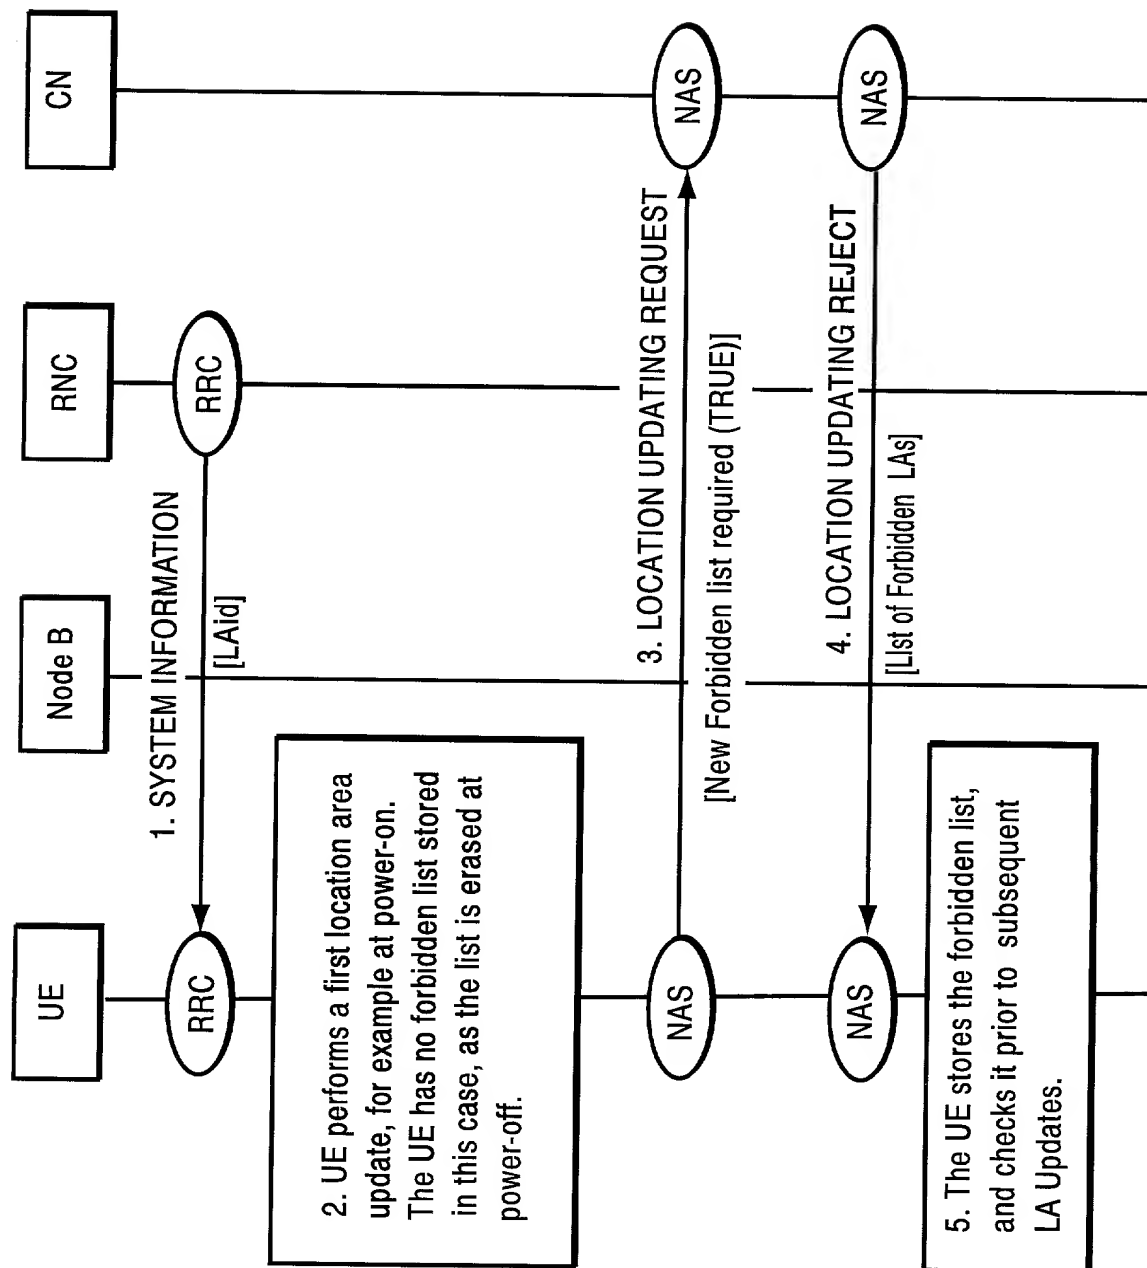 UE
Node B
RNC
CN
1. SYSTEM INFORMATION
RRC
RRC
[LAid]
2. UE performs a first location area
update, for example at power-on.
The UE has no forbidden list stored
in this case, as the list is erased at
power-off.
3. LOCATION UPDATING REQUEST
NAS
NAS
[New Forbidden list required (TRUE)]
4. LOCATION UPDATING REJECT
NAS
NAS
[LIst of Forbidden LAs]
5. The UE stores the forbidden list,
and checks it prior to subsequent
LA Updates.